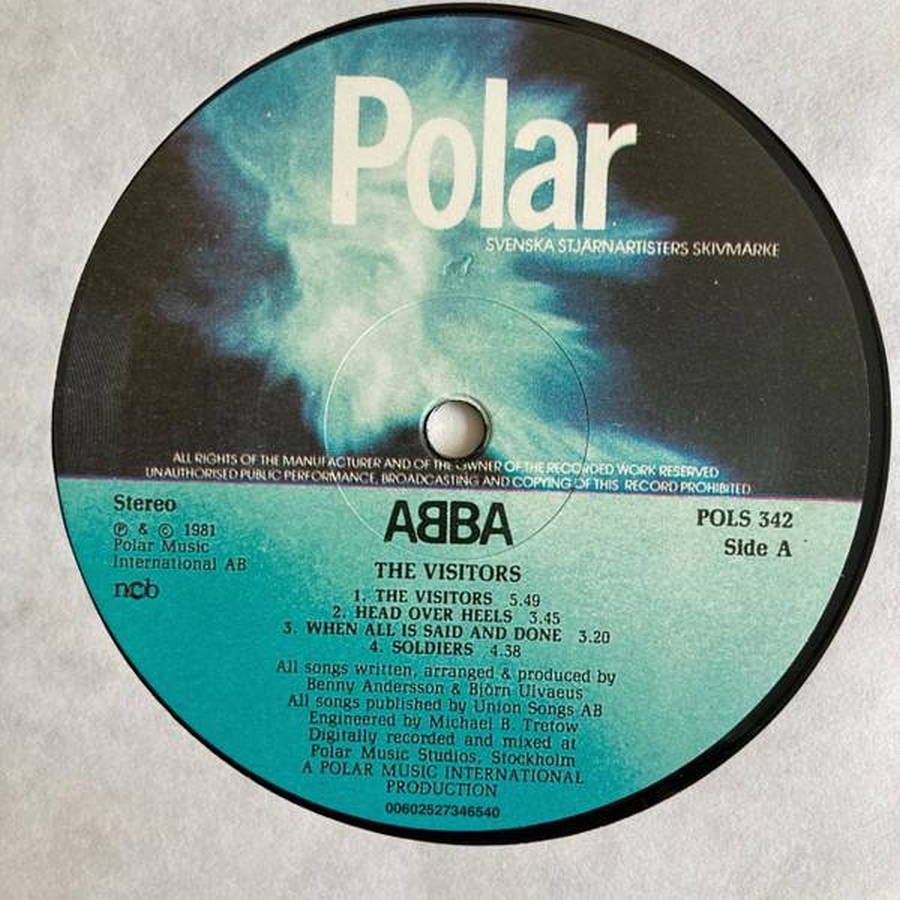 Polar
SVENSKA STJÄRNARTISTERS SKIVMÄRKE
ALL RIGHTS OF THE MANUFACTURER AND OF THE OWNER OF THE RECORDED WORK RESERVED
UNAUTHORISED PUBLIC PERFORMANCE, BROADCASTING AND COPYING OF THIS RECORD PROHIBITED
Stereo
℗ & © 1981
Polar Music
International AB
ncb
AᗺBA
POLS 342
Side A
THE VISITORS
1. THE VISITORS 5.49
2. HEAD OVER HEELS 3.45
3. WHEN ALL IS SAID AND DONE 3.20
4. SOLDIERS 4.38
All songs written, arranged & produced by
Benny Andersson & Björn Ulvaeus
All songs published by Union Songs AB
Engineered by Michael B. Tretow
Digitally recorded and mixed at
Polar Music Studios, Stockholm
A POLAR MUSIC INTERNATIONAL
PRODUCTION
00602527346540